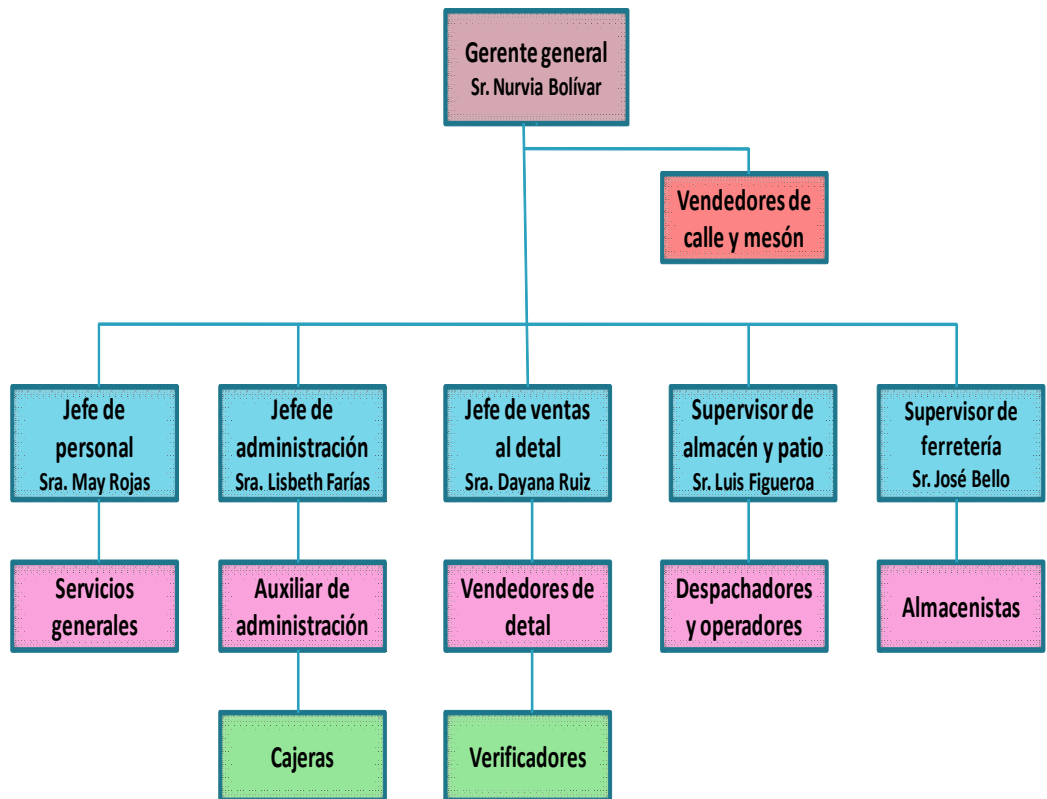 Gerente general
Sr. Nurvia Bolívar
Vendedores de
calle y mesón
Jefe de
personal
Sra. May Rojas
Jefe de
administración
Sra. Lisbeth Farías
Jefe de ventas
al detal
Sra. Dayana Ruiz
Supervisor de
almacén y patio
Sr. Luis Figueroa
Supervisor de
ferretería
Sr. José Bello
Servicios
generales
Auxiliar de
administración
Vendedores de
detal
Despachadores
y operadores
Almacenistas
Cajeras
Verificadores